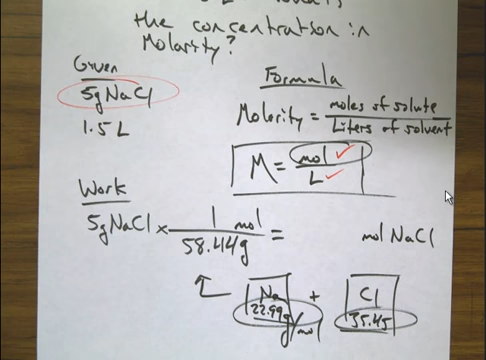 the concentration in
Molarity?
Given
5g NaCl
1.5 L
Formula
Molarity = moles of solute
Liters of solvent
M = mol
L
Work
5g NaCl × 1 mol
58.44g
= mol NaCl
Na + Cl
22.99g/mol 35.45